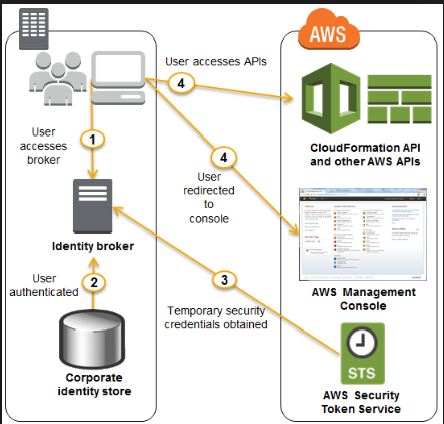 AWS
User accesses APIs
4
CloudFormation API
and other AWS APIs
User
accesses
broker
1
4
User
redirected
to
console
Identity broker
AWS Management
Console
User
authenticated
2
3
Temporary security
credentials obtained
STS
Corporate
identity store
AWS Security
Token Service